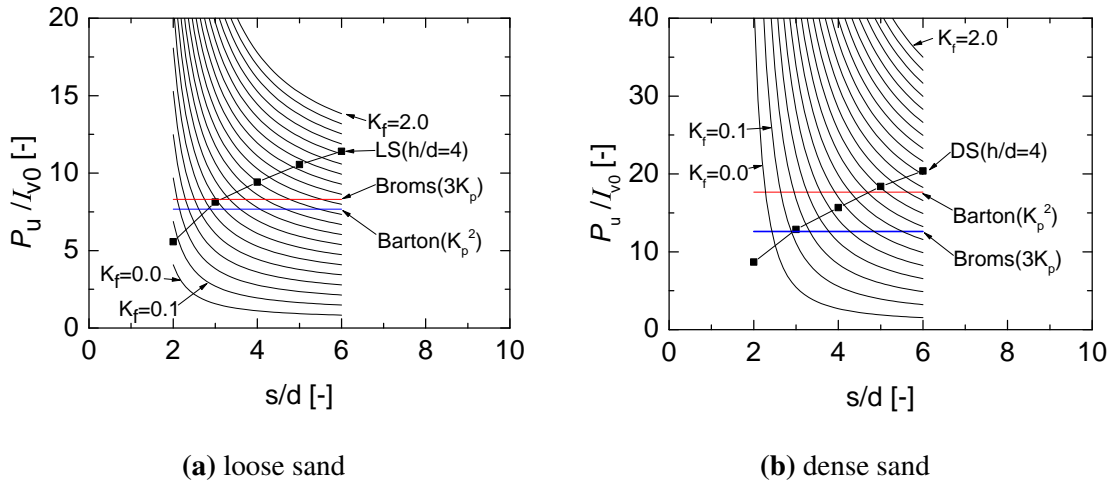 20
15
10
5
0
0 2 4 6 8 10
P_u / I_v0 [-]
s/d [-]
K_f=2.0
LS(h/d=4)
Broms(3K_p)
Barton(K_p^2)
K_f=0.0
K_f=0.1
(a) loose sand
40
30
20
10
0
0 2 4 6 8 10
P_u / I_v0 [-]
s/d [-]
K_f=2.0
K_f=0.1
K_f=0.0
DS(h/d=4)
Barton(K_p^2)
Broms(3K_p)
(b) dense sand